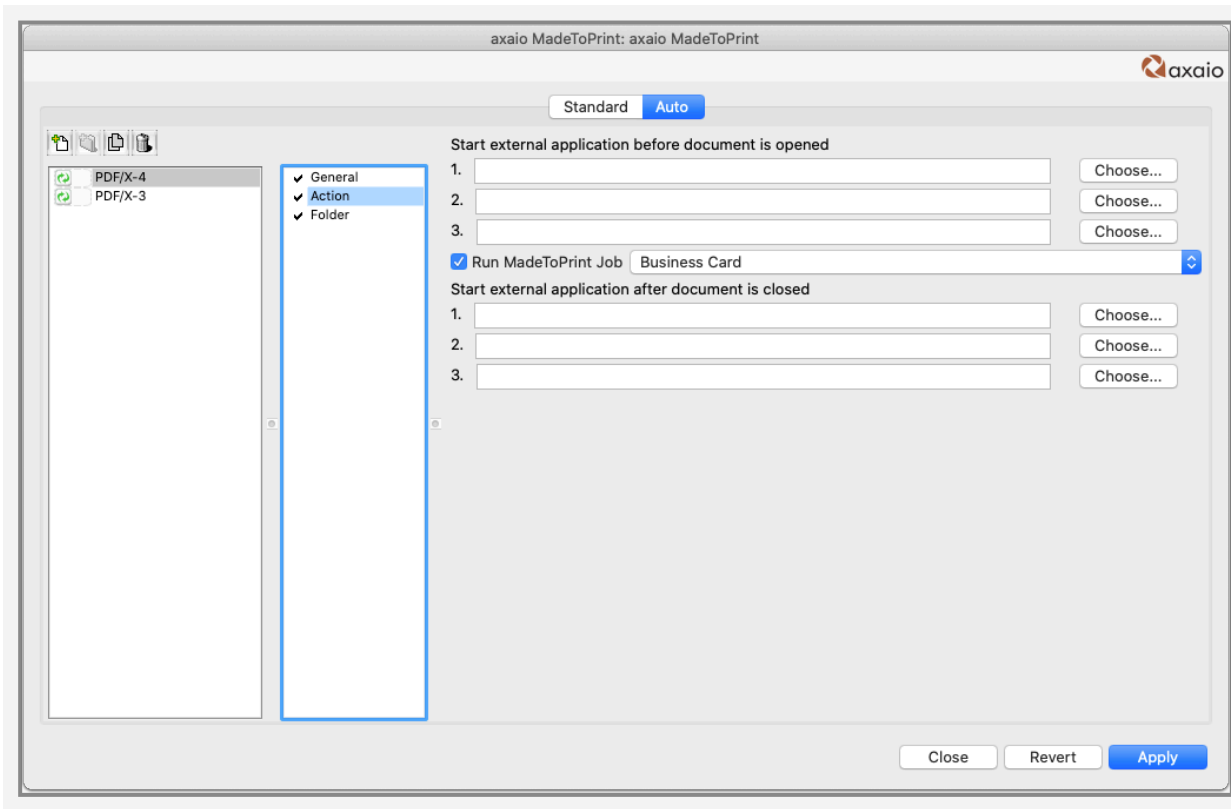 axaio MadeToPrint: axaio MadeToPrint
axaio
Standard Auto
PDF/X-4
PDF/X-3
General
Action
Folder
Start external application before document is opened
1. Choose...
2. Choose...
3. Choose...
Run MadeToPrint Job Business Card
Start external application after document is closed
1. Choose...
2. Choose...
3. Choose...
Close Revert Apply